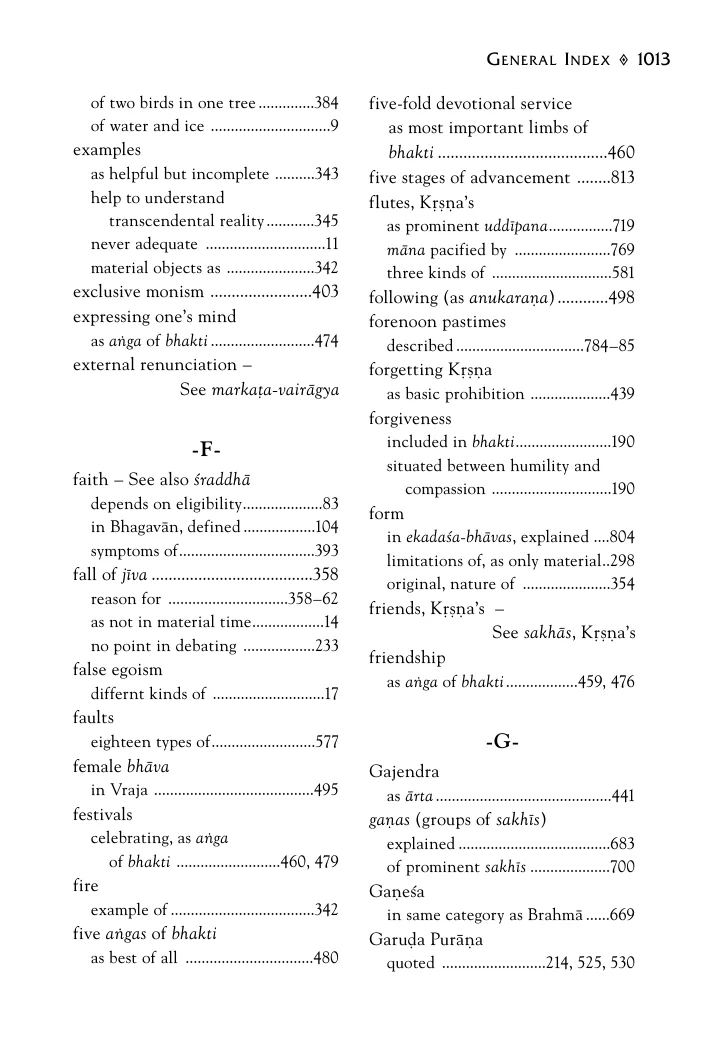 GENERAL INDEX ◊ 1013
of two birds in one tree..............384
of water and ice ..............................9
examples
as helpful but incomplete ..........343
help to understand
transcendental reality............345
never adequate ..............................11
material objects as ......................342
exclusive monism .........................403
expressing one's mind
as aṅga of bhakti..........................474
external renunciation –
See markaṭa-vairāgya
-F-
faith – See also śraddhā
depends on eligibility....................83
in Bhagavān, defined..................104
symptoms of..................................393
fall of jīva .....................................358
reason for ..............................358–62
as not in material time..................14
no point in debating ..................233
false egoism
differnt kinds of ............................17
faults
eighteen types of..........................577
female bhāva
in Vraja ........................................495
festivals
celebrating, as aṅga
of bhakti ..........................460, 479
fire
example of....................................342
five aṅgas of bhakti
as best of all ................................480
five-fold devotional service
as most important limbs of
bhakti ........................................460
five stages of advancement ........813
flutes, Kṛṣṇa's
as prominent uddīpana................719
māna pacified by ........................769
three kinds of ..............................581
following (as anukaraṇa)............498
forenoon pastimes
described................................784–85
forgetting Kṛṣṇa
as basic prohibition ....................439
forgiveness
included in bhakti........................190
situated between humility and
compassion ..............................190
form
in ekadaśa-bhāvas, explained ....804
limitations of, as only material..298
original, nature of ......................354
friends, Kṛṣṇa's –
See sakhās, Kṛṣṇa's
friendship
as aṅga of bhakti..................459, 476
-G-
Gajendra
as ārta............................................441
gaṇas (groups of sakhīs)
explained......................................683
of prominent sakhīs ....................700
Gaṇeśa
in same category as Brahmā......669
Garuḍa Purāṇa
quoted ..........................214, 525, 530